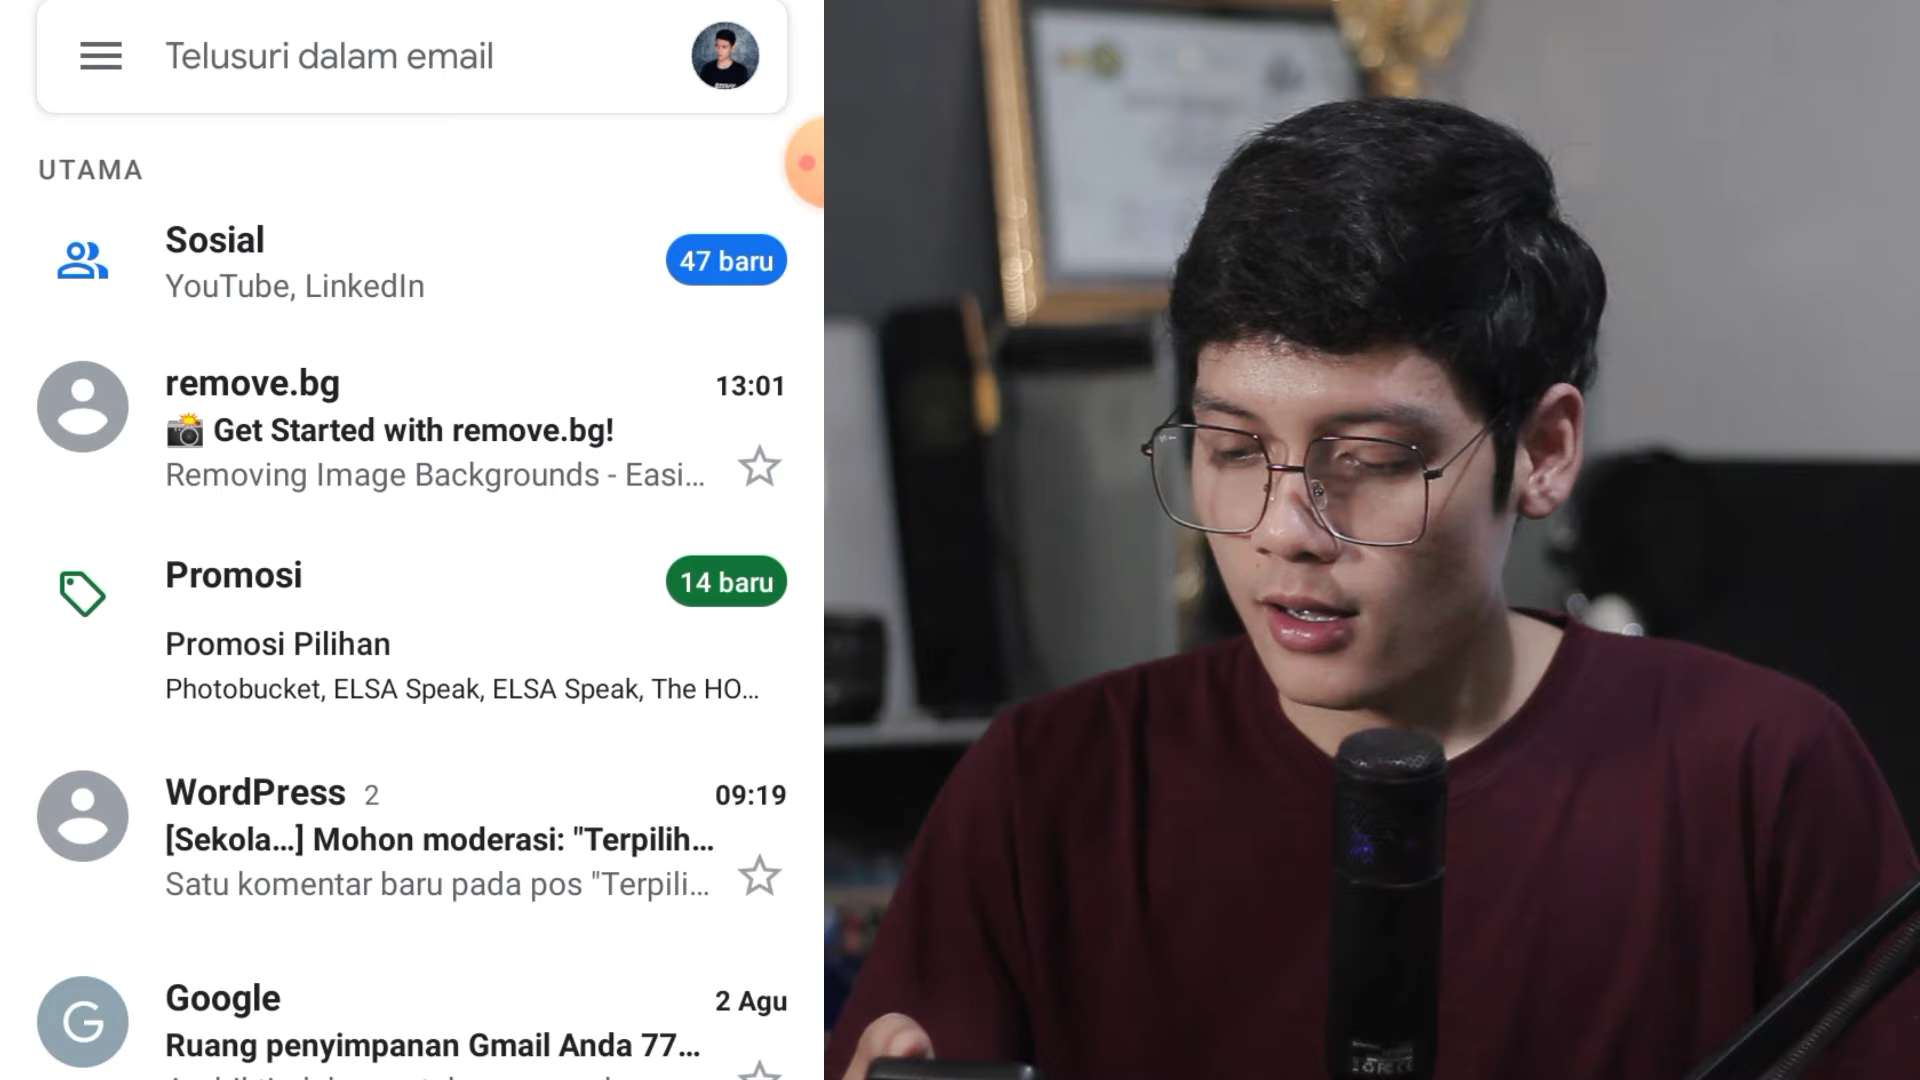 Telusuri dalam email
UTAMA
Sosial
47 baru
YouTube, LinkedIn
remove.bg
13:01
📸 Get Started with remove.bg!
Removing Image Backgrounds - Easi...
Promosi
14 baru
Promosi Pilihan
Photobucket, ELSA Speak, ELSA Speak, The HO...
WordPress 2
09:19
[Sekola...] Mohon moderasi: "Terpilih...
Satu komentar baru pada pos "Terpili...
G
Google
2 Agu
Ruang penyimpanan Gmail Anda 77...